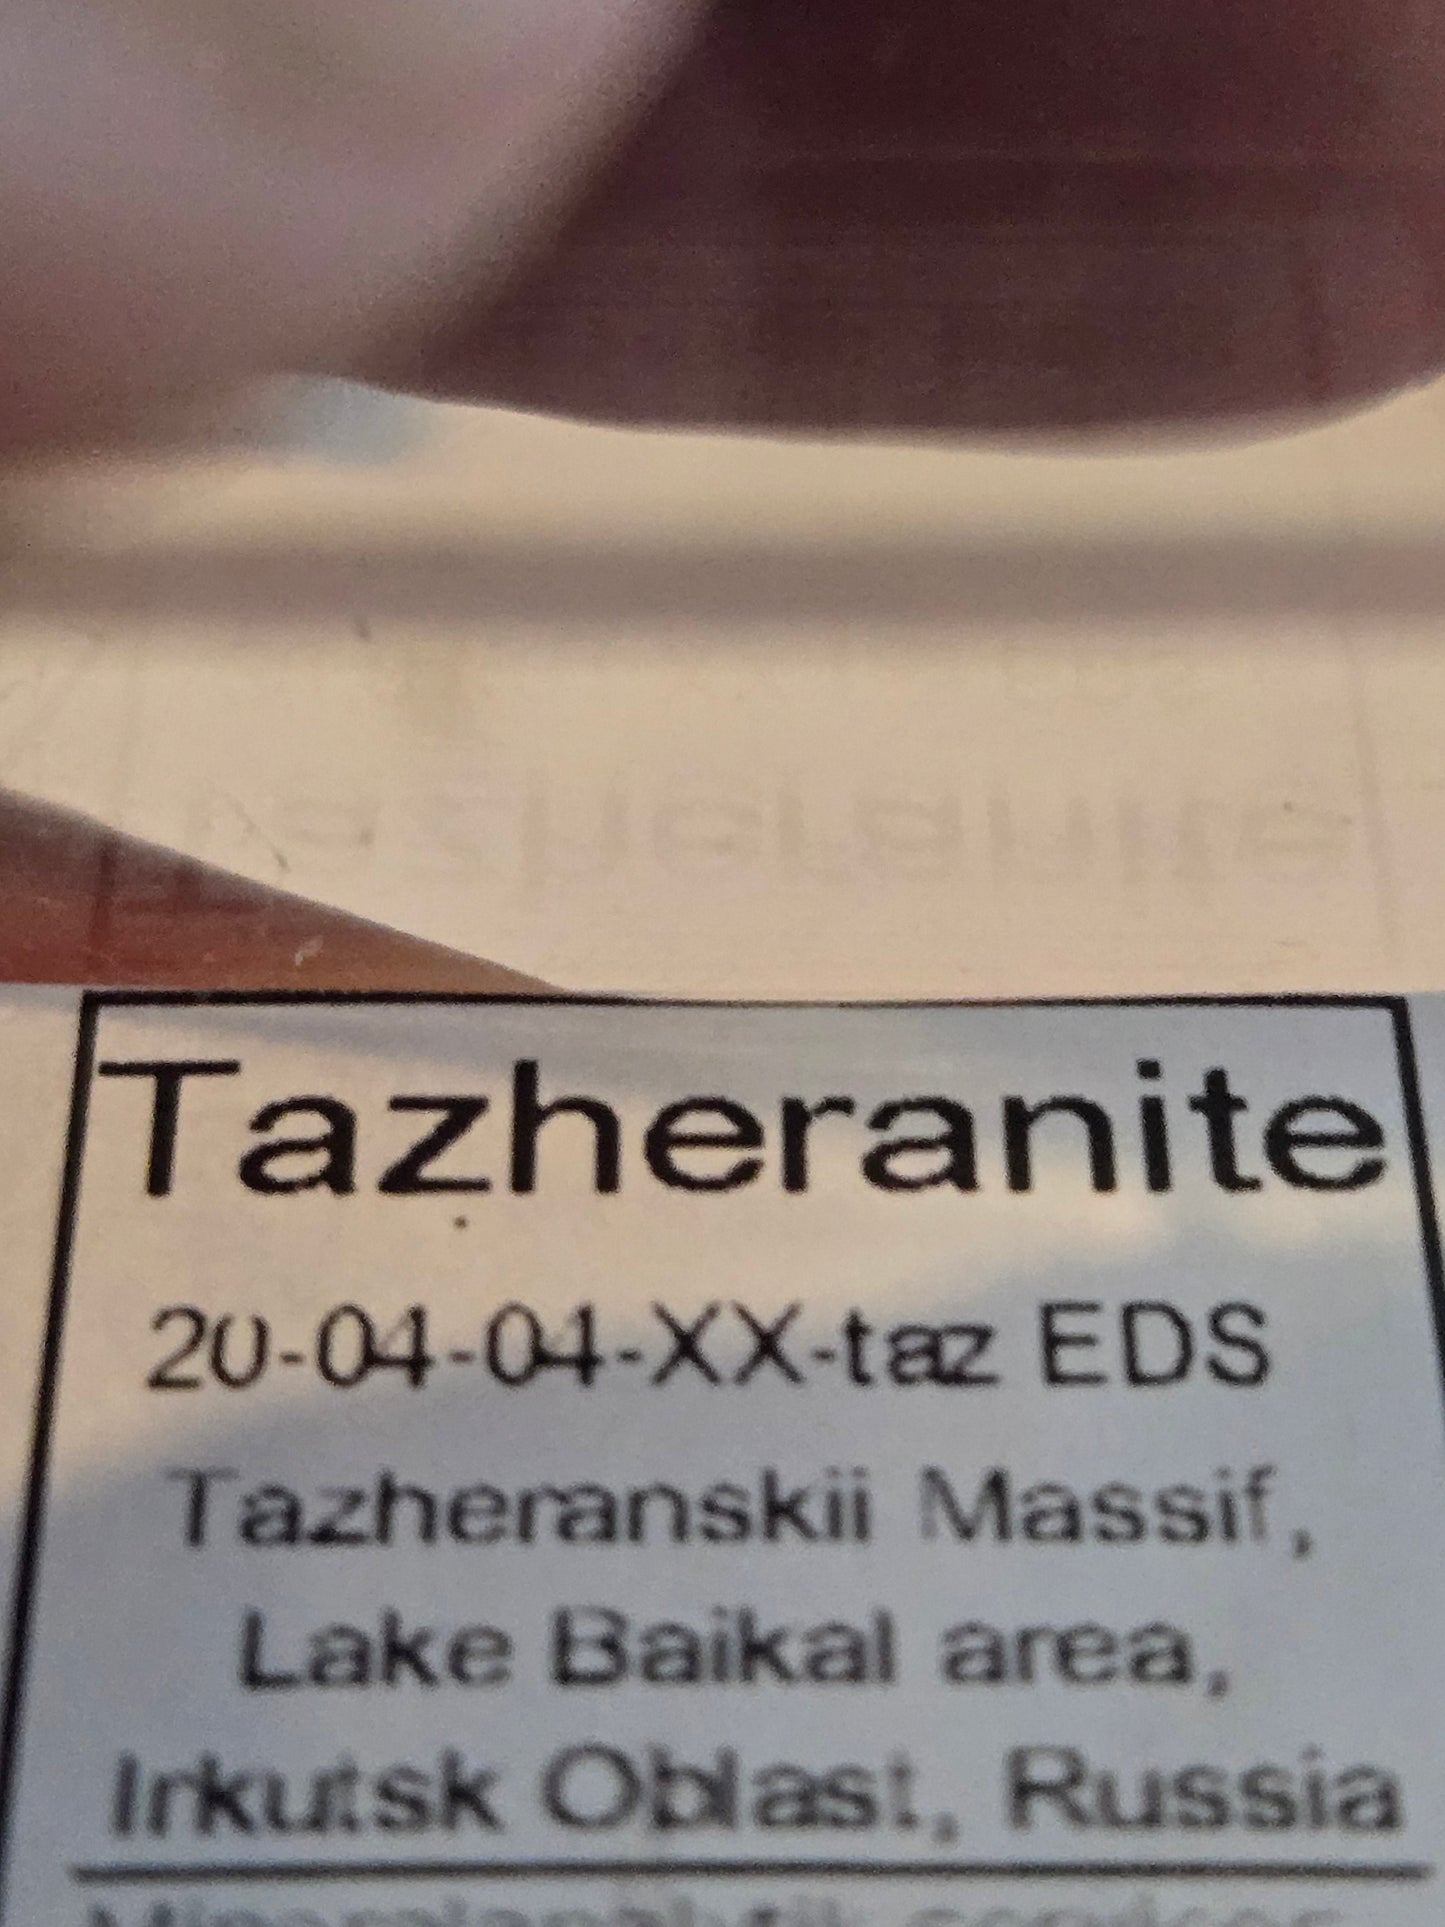 Tazheranite
20-04-04-XX-taz EDS
Tazheranskii Massif,
Lake Baikal area,
Irkutsk Oblast, Russia